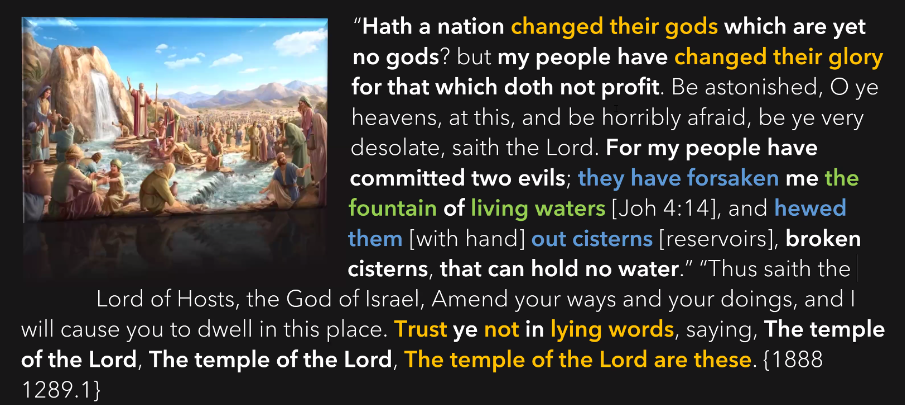 “Hath a nation changed their gods which are yet
no gods? but my people have changed their glory
for that which doth not profit. Be astonished, O ye
heavens, at this, and be horribly afraid, be ye very
desolate, saith the Lord. For my people have
committed two evils; they have forsaken me the
fountain of living waters [Joh 4:14], and hewed
them [with hand] out cisterns [reservoirs], broken
cisterns, that can hold no water.” “Thus saith the
Lord of Hosts, the God of Israel, Amend your ways and your doings, and I
will cause you to dwell in this place. Trust ye not in lying words, saying, The temple
of the Lord, The temple of the Lord, The temple of the Lord are these. {1888
1289.1}